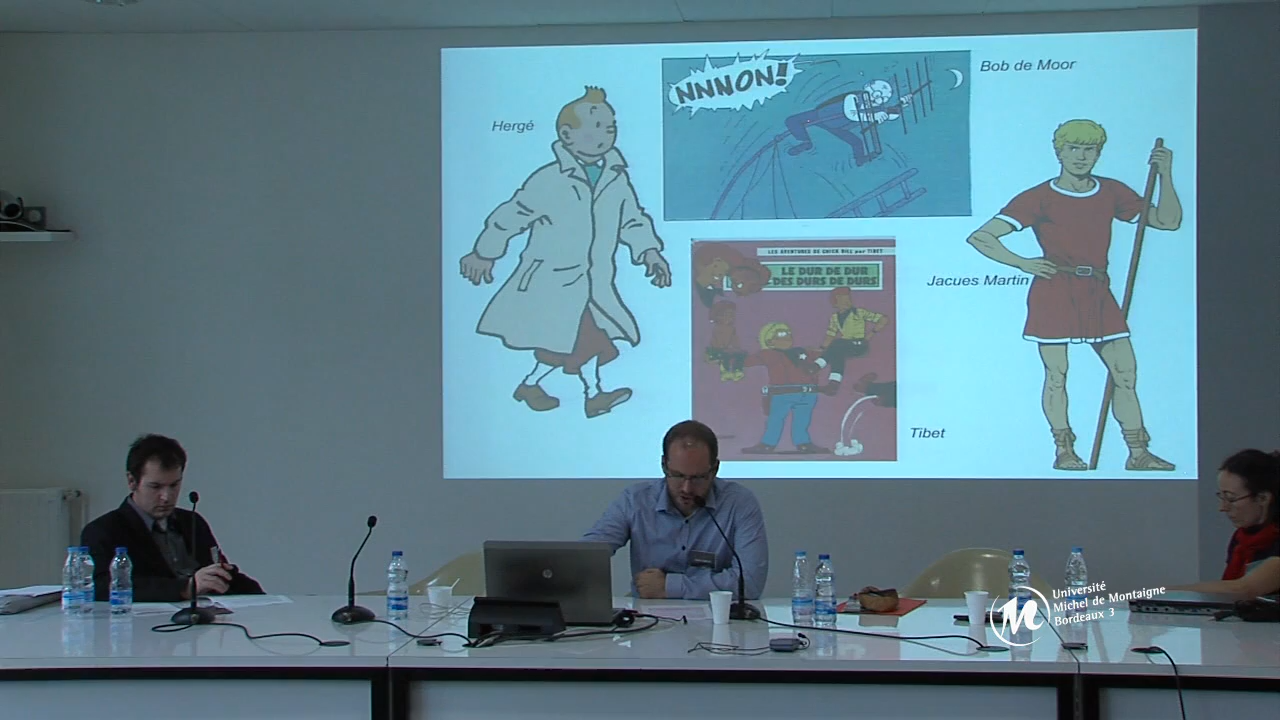 Hergé
NNNON!
Bob de Moor
LES AVENTURES DE CHICK BILL par TIBET
LE DUR DE DUR
DES DURS DE DURS
Jacues Martin
Tibet
Université
Michel de Montaigne
Bordeaux 3
hp